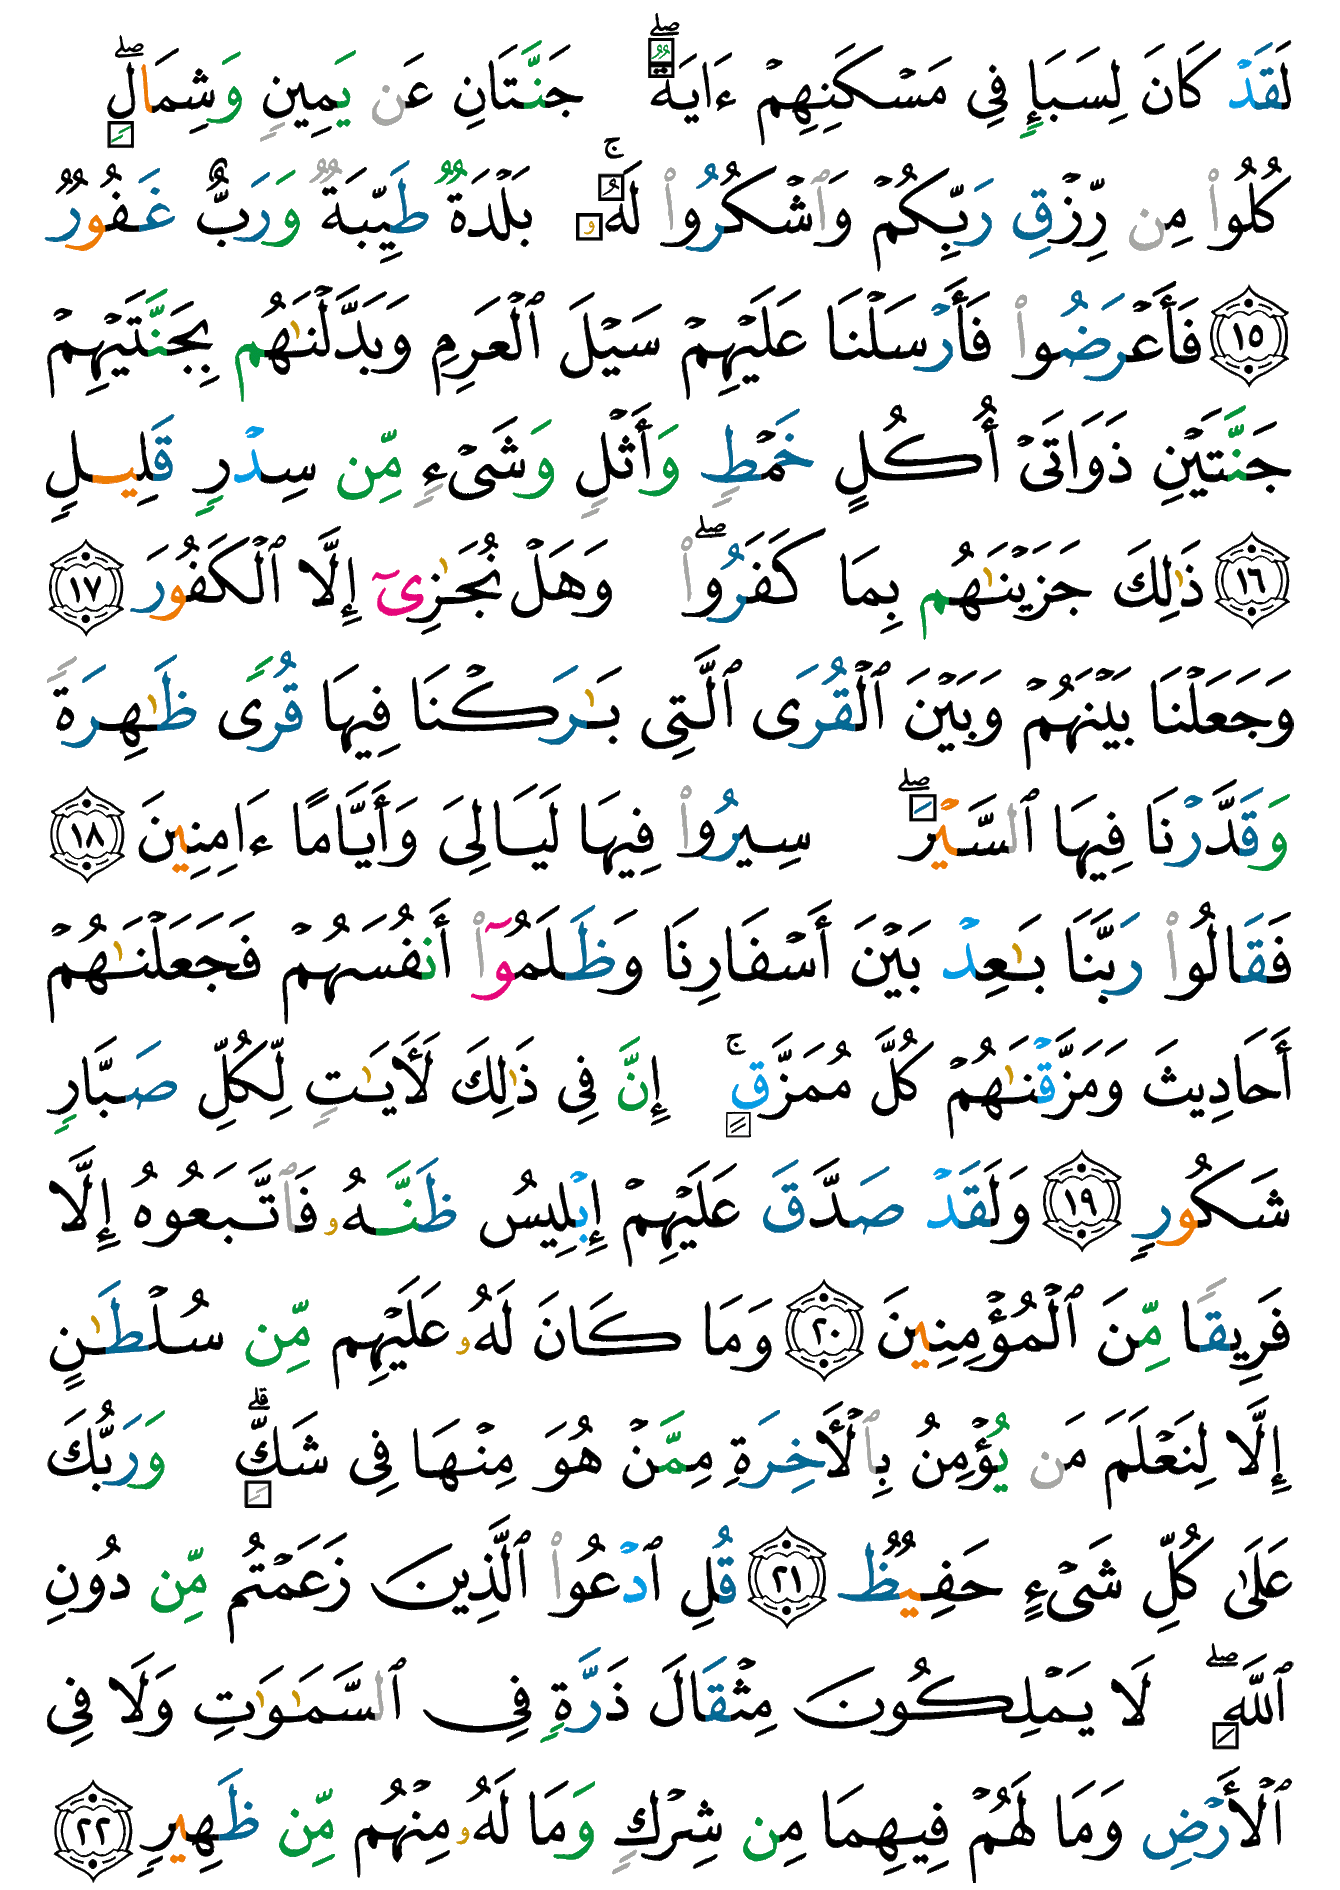 لَقَدْ كَانَ لِسَبَإٍ فِى مَسْكَنِهِمْ ءَايَةٌ ۖ جَنَّتَانِ عَن يَمِينٍ وَشِمَالٍ ۖ
كُلُوا۟ مِن رِّزْقِ رَبِّكُمْ وَٱشْكُرُوا۟ لَهُۥ ۚ بَلْدَةٌ طَيِّبَةٌ وَرَبٌّ غَفُورٌ
﴿١٥﴾ فَأَعْرَضُوا۟ فَأَرْسَلْنَا عَلَيْهِمْ سَيْلَ ٱلْعَرِمِ وَبَدَّلْنَـٰهُم بِجَنَّتَيْهِمْ
جَنَّتَيْنِ ذَوَاتَىْ أُكُلٍ خَمْطٍ وَأَثْلٍ وَشَىْءٍ مِّن سِدْرٍ قَلِيلٍ
﴿١٦﴾ ذَٰلِكَ جَزَيْنَـٰهُم بِمَا كَفَرُوا۟ ۖ وَهَلْ نُجَـٰزِىٓ إِلَّا ٱلْكَفُورَ ﴿١٧﴾
وَجَعَلْنَا بَيْنَهُمْ وَبَيْنَ ٱلْقُرَى ٱلَّتِى بَـٰرَكْنَا فِيهَا قُرًى ظَـٰهِرَةً
وَقَدَّرْنَا فِيهَا ٱلسَّيْرَ ۖ سِيرُوا۟ فِيهَا لَيَالِىَ وَأَيَّامًا ءَامِنِينَ ﴿١٨﴾
فَقَالُوا۟ رَبَّنَا بَـٰعِدْ بَيْنَ أَسْفَارِنَا وَظَلَمُوٓا۟ أَنفُسَهُمْ فَجَعَلْنَـٰهُمْ
أَحَادِيثَ وَمَزَّقْنَـٰهُمْ كُلَّ مُمَزَّقٍ ۚ إِنَّ فِى ذَٰلِكَ لَـَٔايَـٰتٍ لِّكُلِّ صَبَّارٍ
شَكُورٍ ﴿١٩﴾ وَلَقَدْ صَدَّقَ عَلَيْهِمْ إِبْلِيسُ ظَنَّهُۥ فَٱتَّبَعُوهُ إِلَّا
فَرِيقًا مِّنَ ٱلْمُؤْمِنِينَ ﴿٢٠﴾ وَمَا كَانَ لَهُۥ عَلَيْهِم مِّن سُلْطَـٰنٍ
إِلَّا لِنَعْلَمَ مَن يُؤْمِنُ بِٱلْـَٔاخِرَةِ مِمَّنْ هُوَ مِنْهَا فِى شَكٍّ ۗ وَرَبُّكَ
عَلَىٰ كُلِّ شَىْءٍ حَفِيظٌ ﴿٢١﴾ قُلِ ٱدْعُوا۟ ٱلَّذِينَ زَعَمْتُم مِّن دُونِ
ٱللَّهِ ۖ لَا يَمْلِكُونَ مِثْقَالَ ذَرَّةٍ فِى ٱلسَّمَـٰوَٰتِ وَلَا فِى
ٱلْأَرْضِ وَمَا لَهُمْ فِيهِمَا مِن شِرْكٍ وَمَا لَهُۥ مِنْهُم مِّن ظَهِيرٍ ﴿٢٢﴾